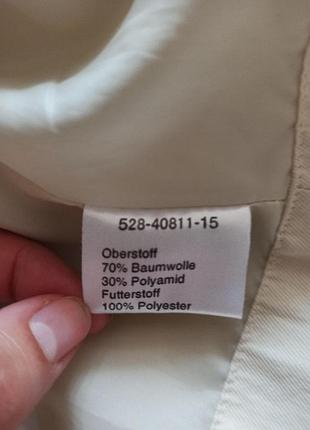 528-40811-15
Oberstoff
70% Baumwolle
30% Polyamid
Futterstoff
100% Polyester